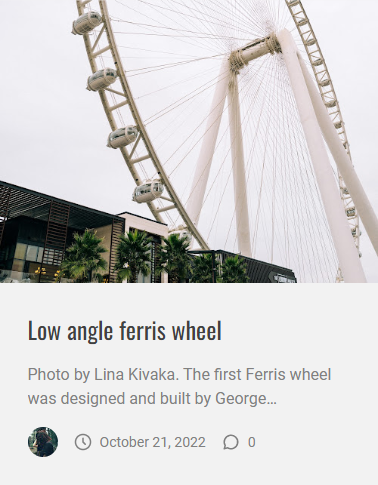 Low angle ferris wheel
Photo by Lina Kivaka. The first Ferris wheel
was designed and built by George...
October 21, 2022 0